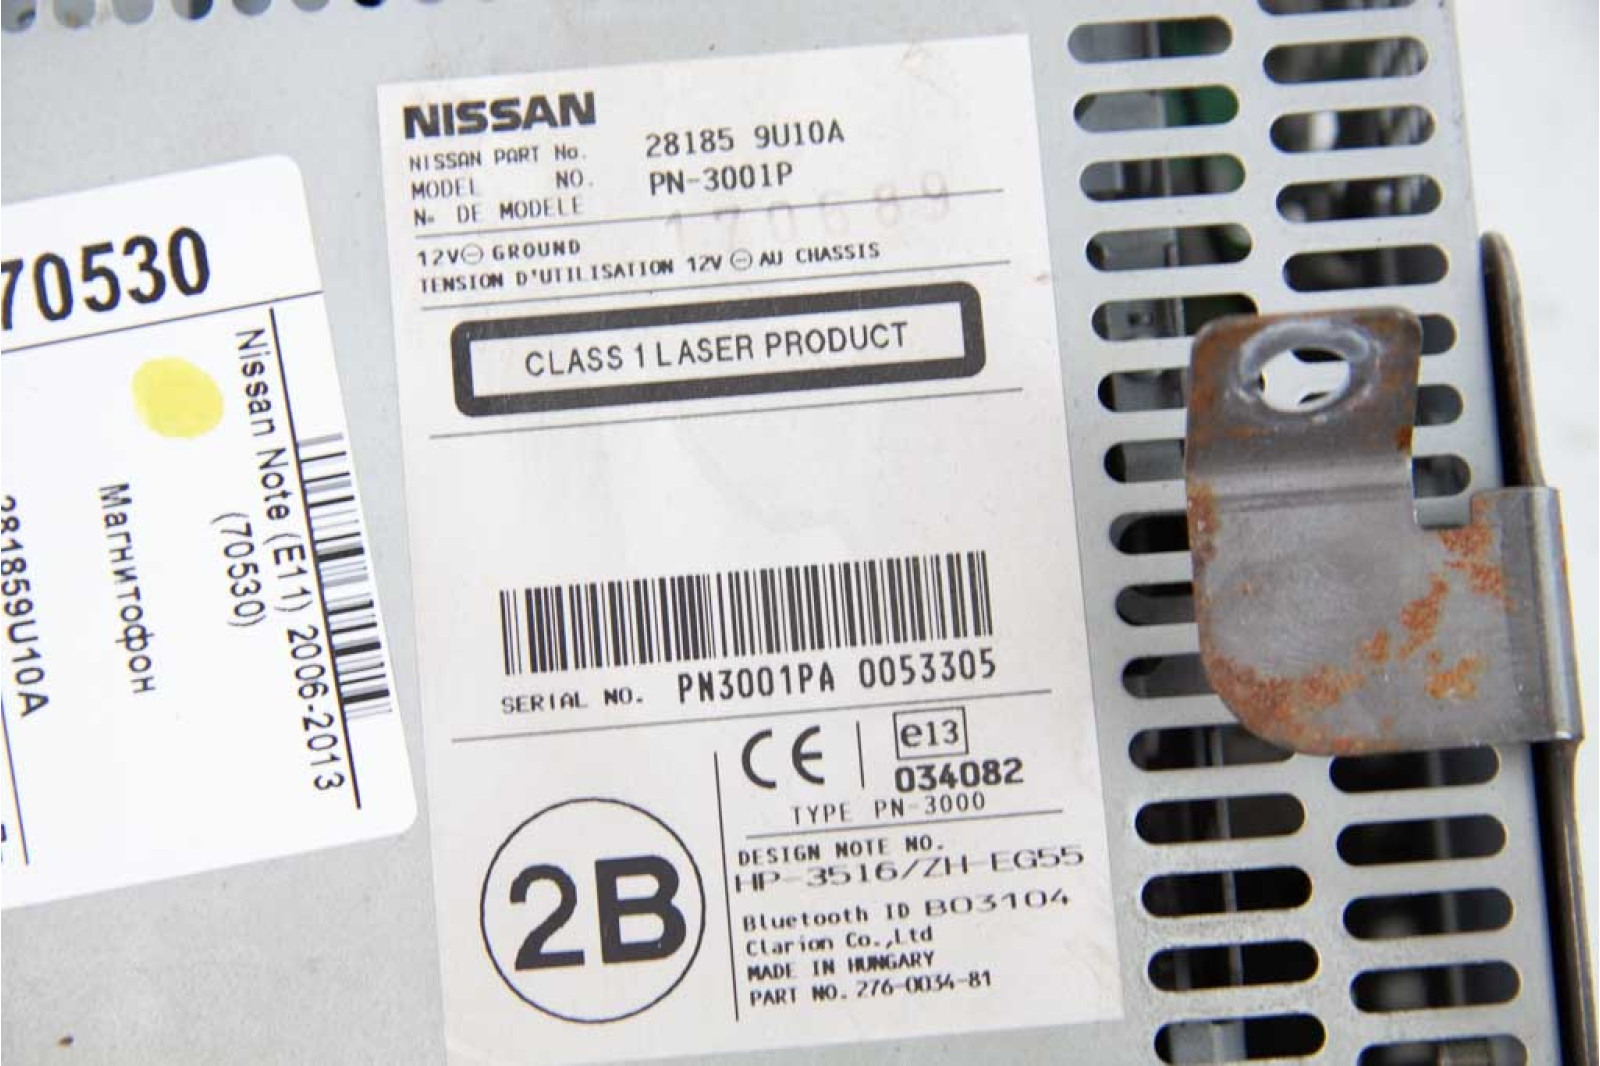 NISSAN
NISSAN PART No. 28185 9U10A
MODEL NO. PN-3001P
N° DE MODELE
170689
12V⊖GROUND
TENSION D'UTILISATION 12V ⊖ AU CHASSIS
CLASS 1 LASER PRODUCT
SERIAL NO. PN3001PA 0053305
CE e13
034082
TYPE PN-3000
2B
DESIGN NOTE NO.
HP-3516/ZH-EG55
Bluetooth ID B03104
Clarion Co.,Ltd
MADE IN HUNGARY
PART NO. 276-0034-81
70530
Nissan Note (E11) 2006-2013
(70530)
Магнитофон
281859U10A